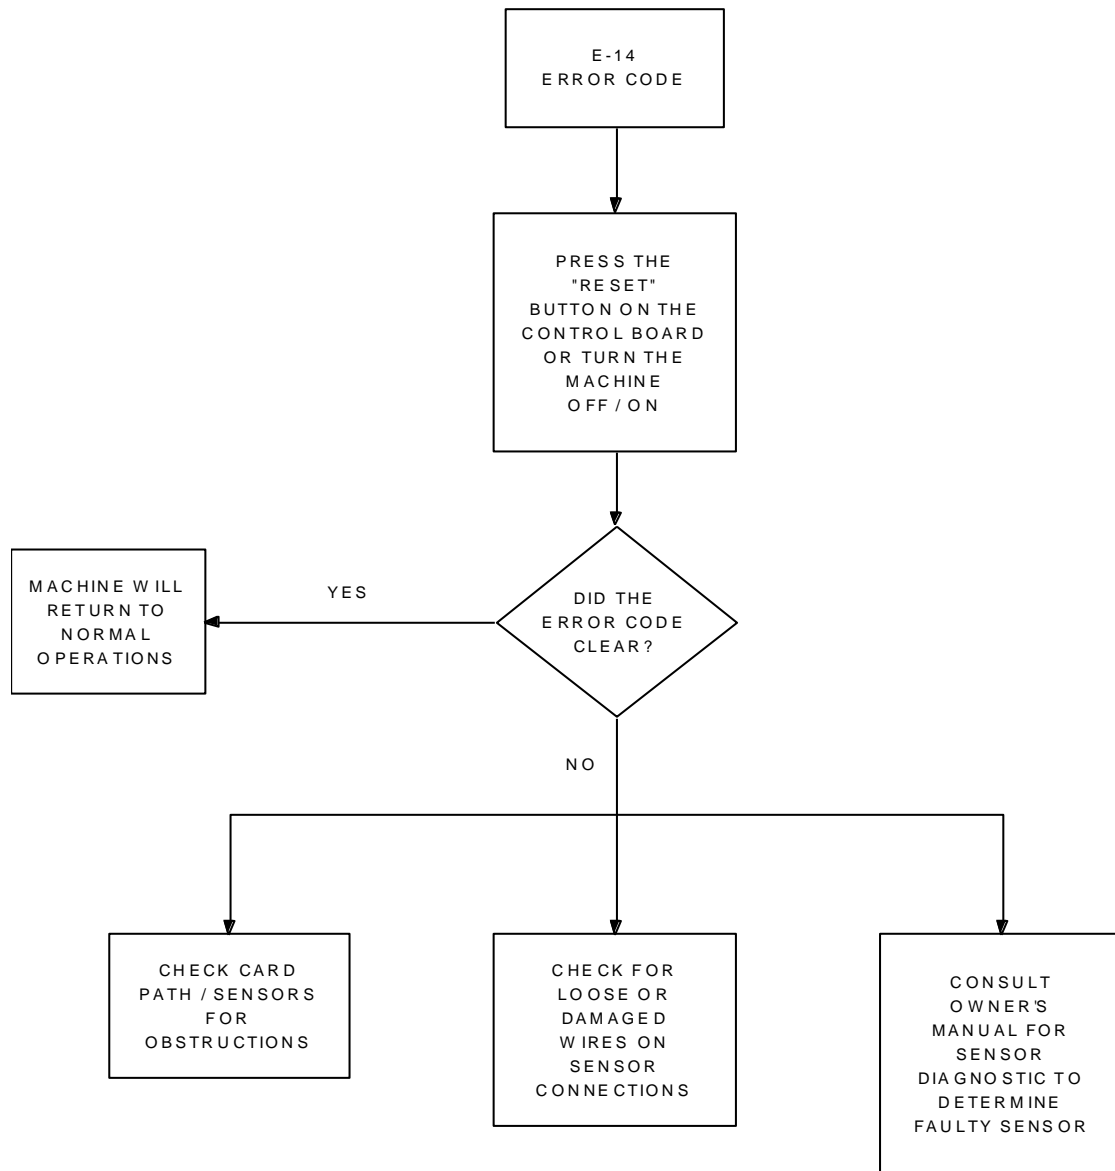 E-14
ERROR CODE
PRESS THE
"RESET"
BUTTON ON THE
CONTROL BOARD
OR TURN THE
MACHINE
OFF / ON
MACHINE WILL
RETURN TO
NORMAL
OPERATIONS
YES
DID THE
ERROR CODE
CLEAR?
NO
CHECK CARD
PATH / SENSORS
FOR
OBSTRUCTIONS
CHECK FOR
LOOSE OR
DAMAGED
WIRES ON
SENSOR
CONNECTIONS
CONSULT
OWNER'S
MANUAL FOR
SENSOR
DIAGNOSTIC TO
DETERMINE
FAULTY SENSOR